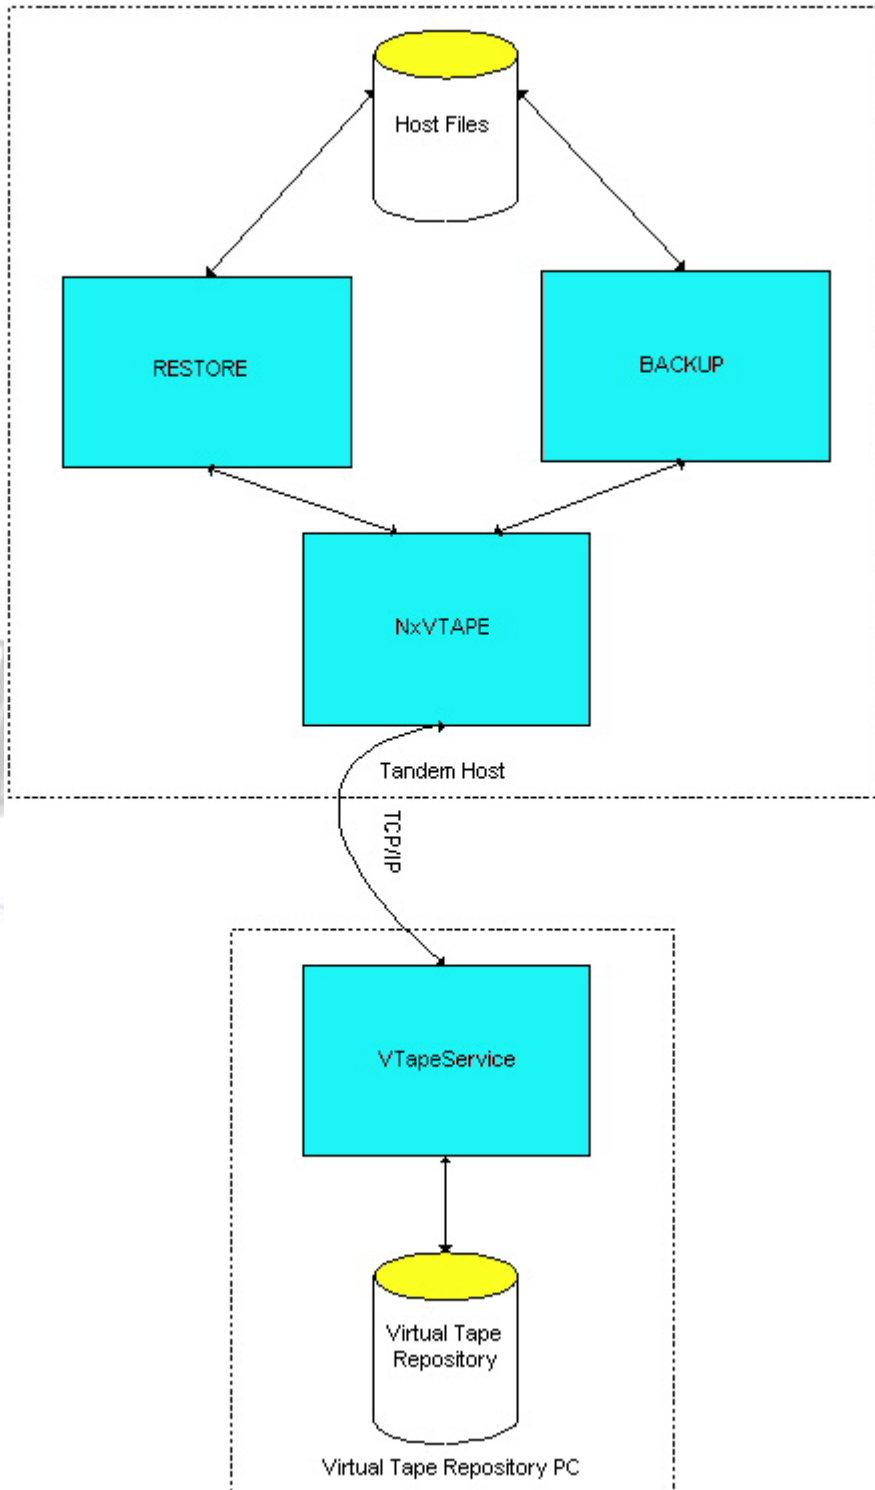 Host Files
RESTORE
BACKUP
NxVTAPE
Tandem Host
TCP/IP
VTapeService
Virtual Tape
Repository
Virtual Tape Repository PC